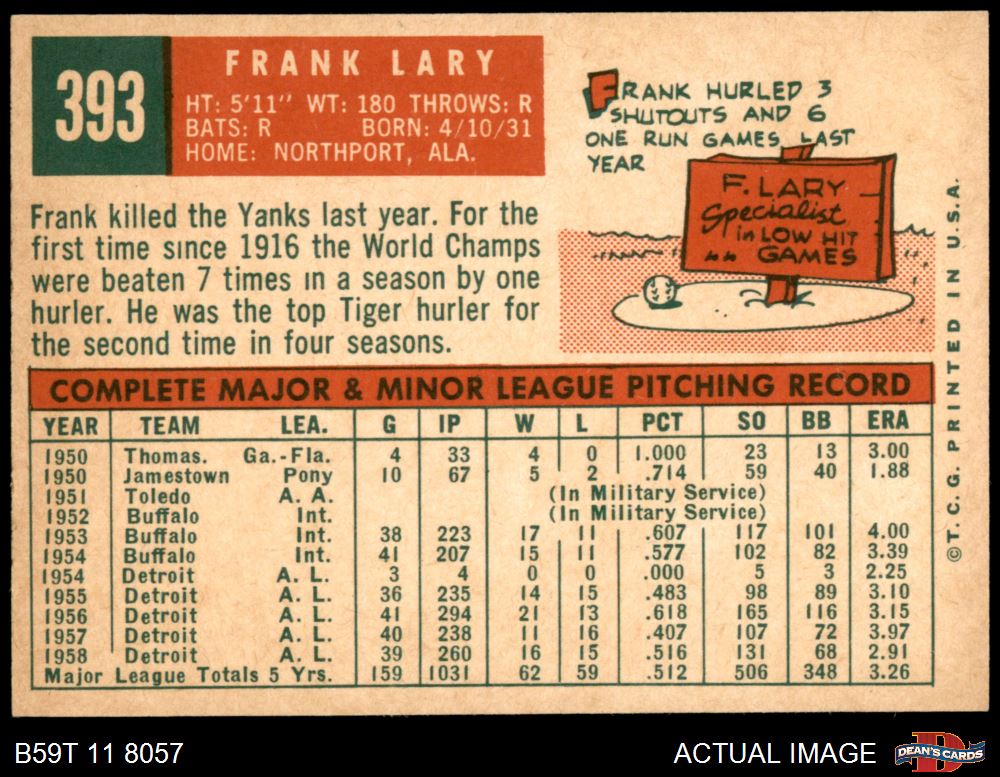 393
FRANK LARY
HT: 5'11" WT: 180 THROWS: R
BATS: R BORN: 4/10/31
HOME: NORTHPORT, ALA.
FRANK HURLED 3
SHUTOUTS AND 6
ONE RUN GAMES LAST
YEAR
F. LARY
Specialist
in LOW HIT
GAMES
Frank killed the Yanks last year. For the
first time since 1916 the World Champs
were beaten 7 times in a season by one
hurler. He was the top Tiger hurler for
the second time in four seasons.
COMPLETE MAJOR & MINOR LEAGUE PITCHING RECORD
YEAR TEAM LEA. G IP W L PCT SO BB ERA
1950 Thomas. Ga.-Fla. 4 33 4 0 1.000 23 13 3.00
1950 Jamestown Pony 10 67 5 2 .714 59 40 1.88
1951 Toledo A. A. (In Military Service)
1952 Buffalo Int. (In Military Service)
1953 Buffalo Int. 38 223 17 11 .607 117 101 4.00
1954 Buffalo Int. 41 207 15 11 .577 102 82 3.39
1954 Detroit A. L. 3 4 0 0 .000 5 3 2.25
1955 Detroit A. L. 36 235 14 15 .483 98 89 3.10
1956 Detroit A. L. 41 294 21 13 .618 165 116 3.15
1957 Detroit A. L. 40 238 11 16 .407 107 72 3.97
1958 Detroit A. L. 39 260 16 15 .516 131 68 2.91
Major League Totals 5 Yrs. 159 1031 62 59 .512 506 348 3.26
©T. C. G. PRINTED IN U.S.A.
B59T 11 8057
ACTUAL IMAGE
D
DEAN'S CARDS